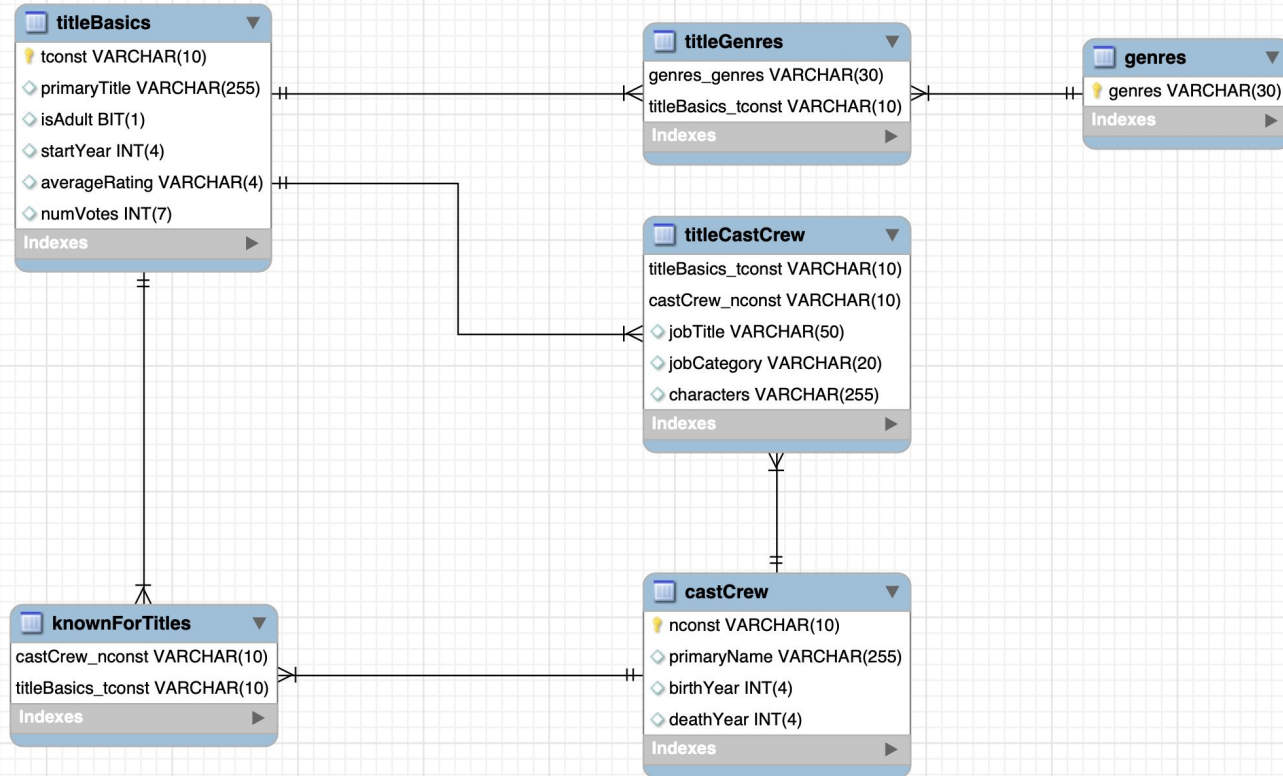 titleBasics
tconst VARCHAR(10)
primaryTitle VARCHAR(255)
isAdult BIT(1)
startYear INT(4)
averageRating VARCHAR(4)
numVotes INT(7)
Indexes
titleGenres
genres_genres VARCHAR(30)
titleBasics_tconst VARCHAR(10)
Indexes
genres
genres VARCHAR(30)
Indexes
titleCastCrew
titleBasics_tconst VARCHAR(10)
castCrew_nconst VARCHAR(10)
jobTitle VARCHAR(50)
jobCategory VARCHAR(20)
characters VARCHAR(255)
Indexes
knownForTitles
castCrew_nconst VARCHAR(10)
titleBasics_tconst VARCHAR(10)
Indexes
castCrew
nconst VARCHAR(10)
primaryName VARCHAR(255)
birthYear INT(4)
deathYear INT(4)
Indexes